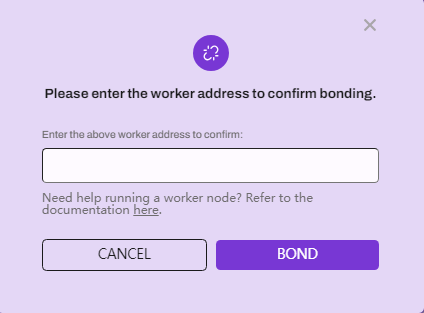 Please enter the worker address to confirm bonding.
Enter the above worker address to confirm:
Need help running a worker node? Refer to the
documentation here.
CANCEL
BOND